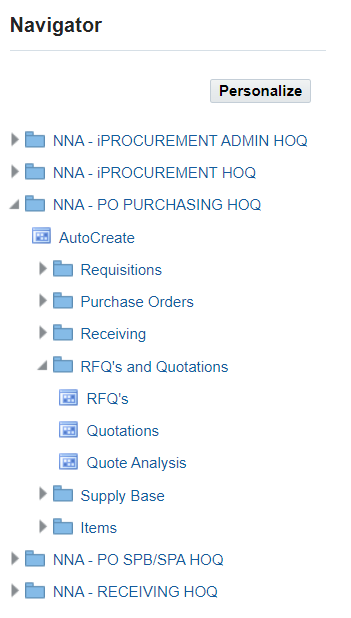 Navigator
Personalize
NNA - iPROCUREMENT ADMIN HOQ
NNA - iPROCUREMENT HOQ
NNA - PO PURCHASING HOQ
AutoCreate
Requisitions
Purchase Orders
Receiving
RFQ's and Quotations
RFQ's
Quotations
Quote Analysis
Supply Base
Items
NNA - PO SPB/SPA HOQ
NNA - RECEIVING HOQ